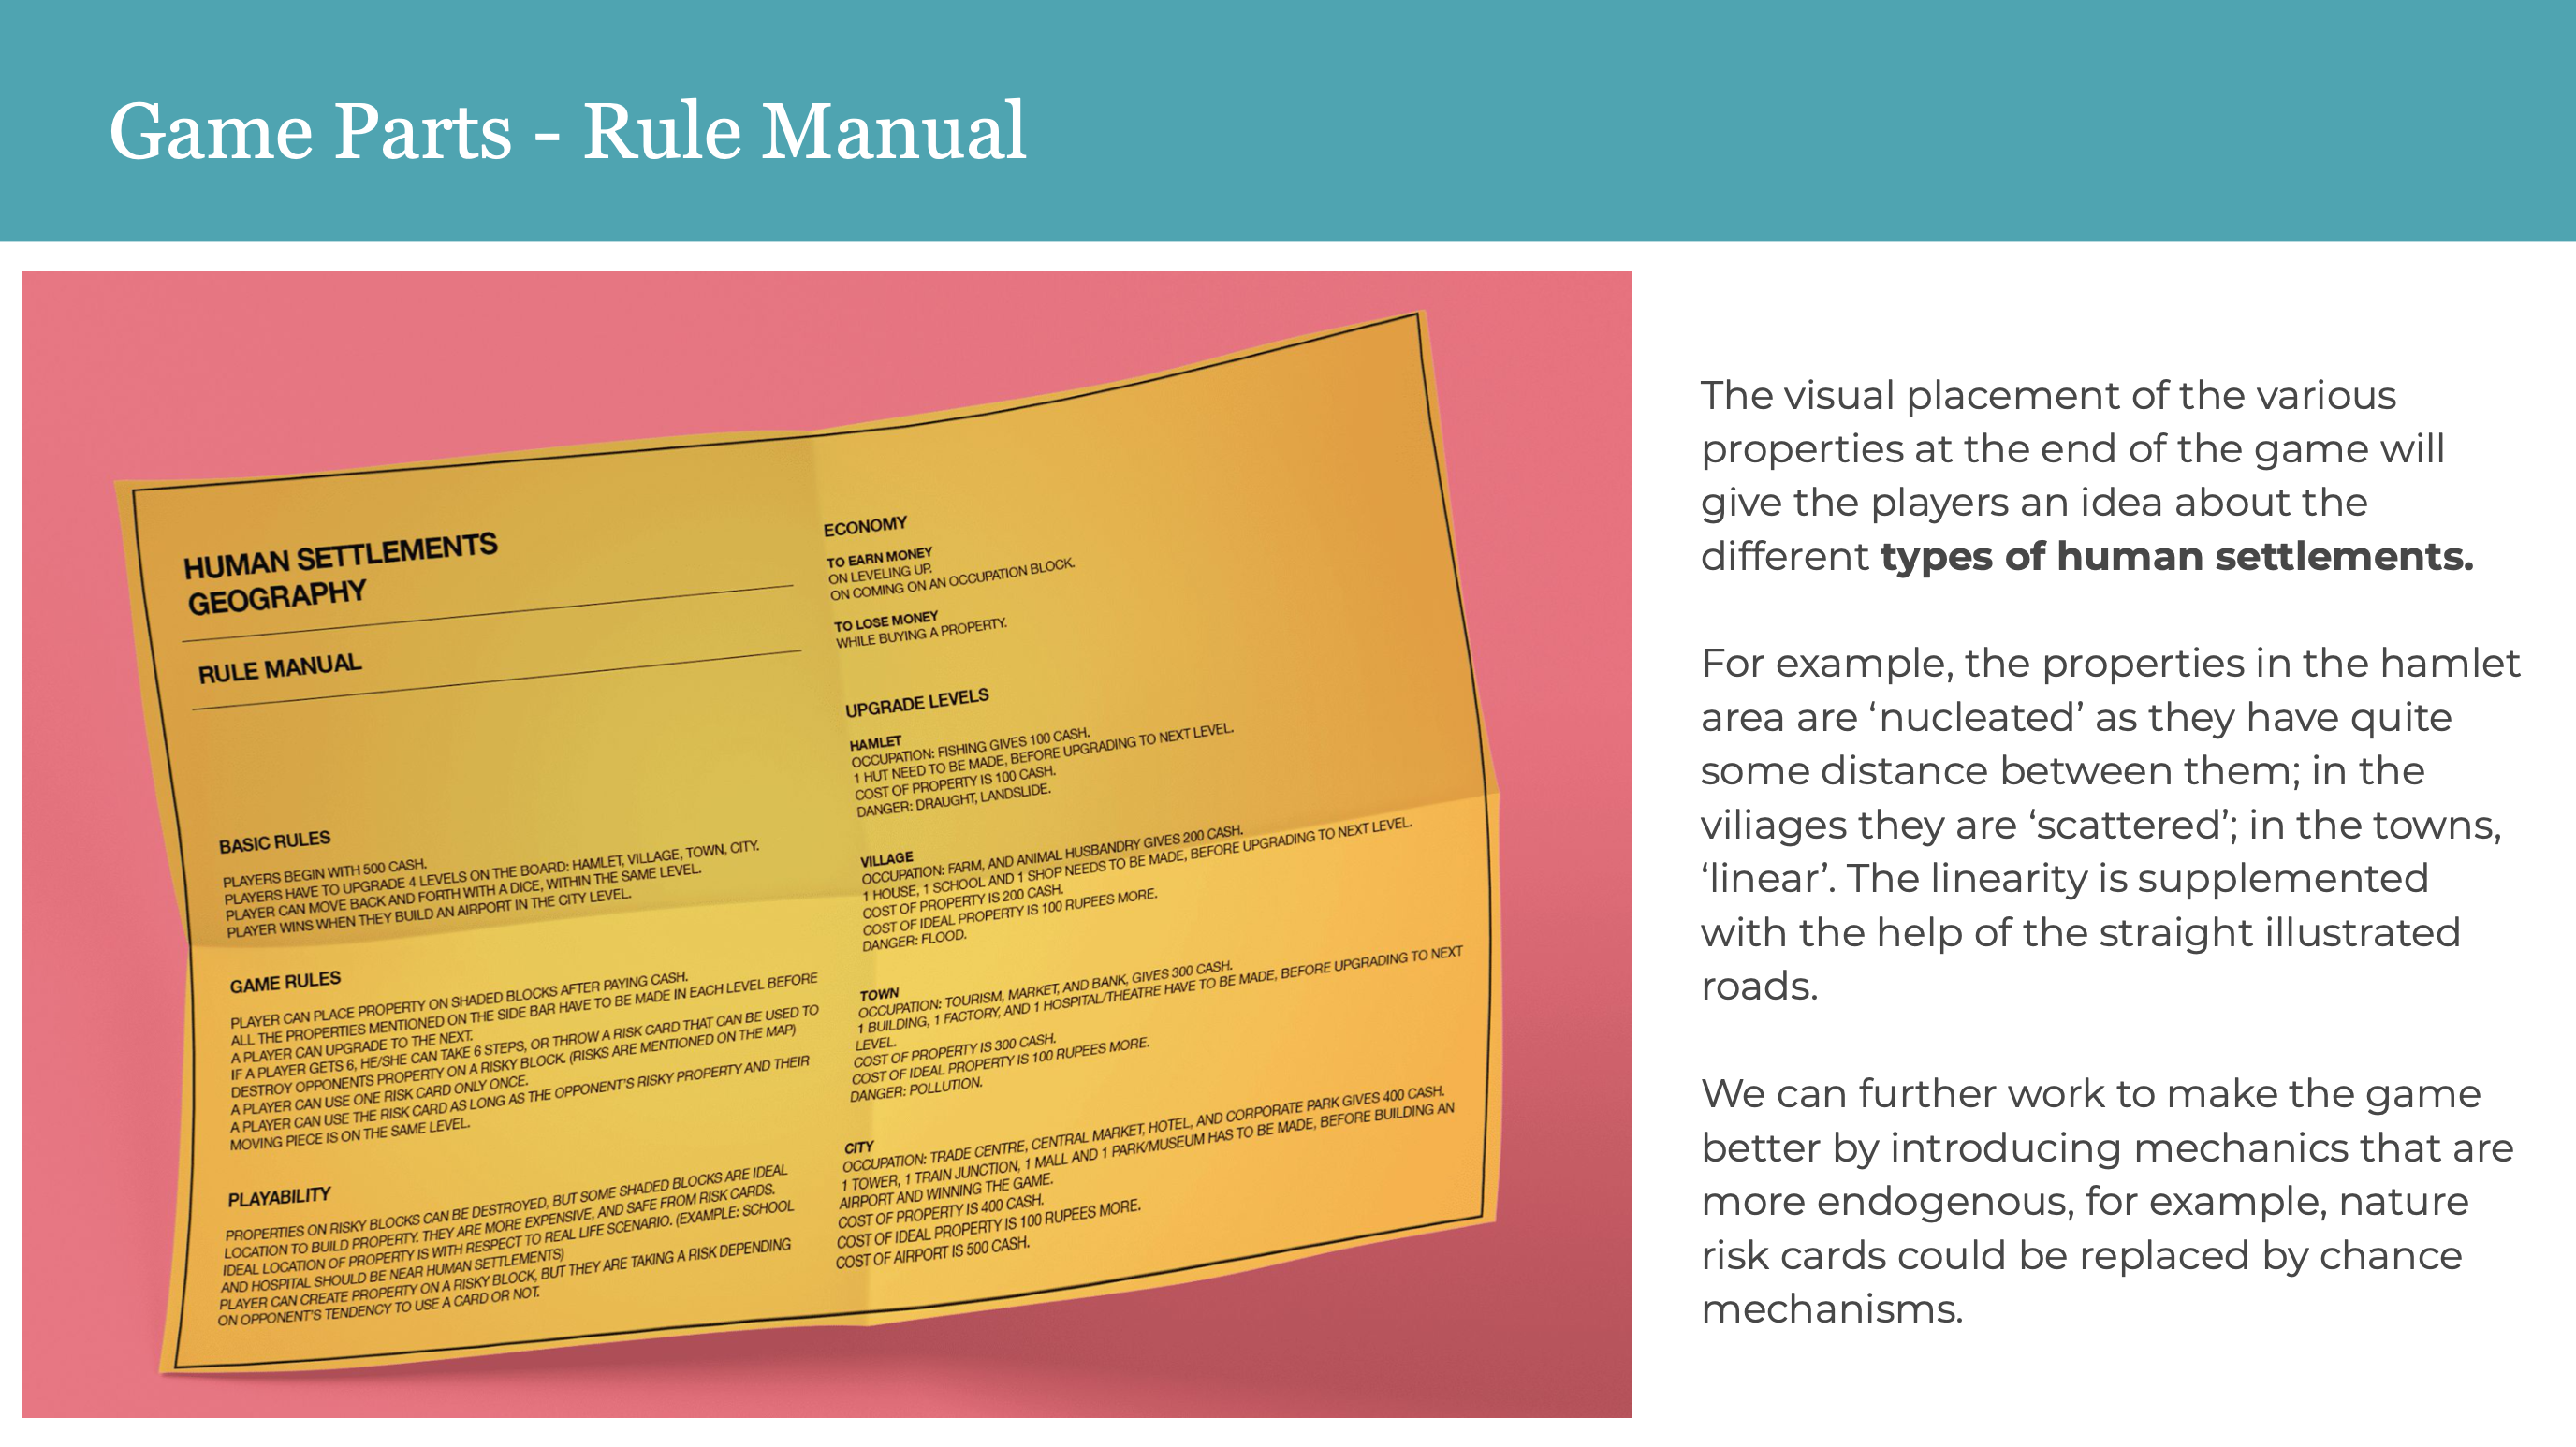 Game Parts - Rule Manual
HUMAN SETTLEMENTS
GEOGRAPHY
RULE MANUAL
BASIC RULES
PLAYERS BEGIN WITH 500 CASH.
PLAYERS HAVE TO UPGRADE 4 LEVELS ON THE BOARD: HAMLET, VILLAGE, TOWN, CITY.
PLAYER CAN MOVE BACK AND FORTH WITH A DICE, WITHIN THE SAME LEVEL.
PLAYER WINS WHEN THEY BUILD AN AIRPORT IN THE CITY LEVEL.
GAME RULES
PLAYER CAN PLACE PROPERTY ON SHADED BLOCKS AFTER PAYING CASH.
ALL THE PROPERTIES MENTIONED ON THE SIDE BAR HAVE TO BE MADE IN EACH LEVEL BEFORE
A PLAYER CAN UPGRADE TO THE NEXT.
IF A PLAYER GETS 6, HE/SHE CAN TAKE 6 STEPS, OR THROW A RISK CARD THAT CAN BE USED TO
DESTROY OPPONENTS PROPERTY ON A RISKY BLOCK. (RISKS ARE MENTIONED ON THE MAP)
A PLAYER CAN USE ONE RISK CARD ONLY ONCE.
A PLAYER CAN USE THE RISK CARD AS LONG AS THE OPPONENT'S RISKY PROPERTY AND THEIR
MOVING PIECE IS ON THE SAME LEVEL.
PLAYABILITY
PROPERTIES ON RISKY BLOCKS CAN BE DESTROYED, BUT SOME SHADED BLOCKS ARE IDEAL
LOCATION TO BUILD PROPERTY. THEY ARE MORE EXPENSIVE, AND SAFE FROM RISK CARDS.
IDEAL LOCATION OF PROPERTY IS WITH RESPECT TO REAL LIFE SCENARIO. (EXAMPLE: SCHOOL
AND HOSPITAL SHOULD BE NEAR HUMAN SETTLEMENTS)
PLAYER CAN CREATE PROPERTY ON A RISKY BLOCK, BUT THEY ARE TAKING A RISK DEPENDING
ON OPPONENT'S TENDENCY TO USE A CARD OR NOT.
ECONOMY
TO EARN MONEY
ON LEVELING UP.
ON COMING ON AN OCCUPATION BLOCK.
TO LOSE MONEY
WHILE BUYING A PROPERTY.
UPGRADE LEVELS
HAMLET
OCCUPATION: FISHING GIVES 100 CASH.
1 HUT NEED TO BE MADE, BEFORE UPGRADING TO NEXT LEVEL.
COST OF PROPERTY IS 100 CASH.
DANGER: DRAUGHT, LANDSLIDE.
VILLAGE
OCCUPATION: FARM, AND ANIMAL HUSBANDRY GIVES 200 CASH.
1 HOUSE, 1 SCHOOL AND 1 SHOP NEEDS TO BE MADE, BEFORE UPGRADING TO NEXT LEVEL.
COST OF PROPERTY IS 200 CASH.
COST OF IDEAL PROPERTY IS 100 RUPEES MORE.
DANGER: FLOOD.
TOWN
OCCUPATION: TOURISM, MARKET, AND BANK, GIVES 300 CASH.
1 BUILDING, 1 FACTORY, AND 1 HOSPITAL/THEATRE HAVE TO BE MADE, BEFORE UPGRADING TO NEXT
LEVEL.
COST OF PROPERTY IS 300 CASH.
COST OF IDEAL PROPERTY IS 100 RUPEES MORE.
DANGER: POLLUTION.
CITY
OCCUPATION: TRADE CENTRE, CENTRAL MARKET, HOTEL, AND CORPORATE PARK GIVES 400 CASH.
1 TOWER, 1 TRAIN JUNCTION, 1 MALL AND 1 PARK/MUSEUM HAS TO BE MADE, BEFORE BUILDING AN
AIRPORT AND WINNING THE GAME.
COST OF PROPERTY IS 400 CASH.
COST OF IDEAL PROPERTY IS 100 RUPEES MORE.
COST OF AIRPORT IS 500 CASH.
The visual placement of the various
properties at the end of the game will
give the players an idea about the
different types of human settlements.
For example, the properties in the hamlet
area are ‘nucleated’ as they have quite
some distance between them; in the
viliages they are ‘scattered’; in the towns,
‘linear’. The linearity is supplemented
with the help of the straight illustrated
roads.
We can further work to make the game
better by introducing mechanics that are
more endogenous, for example, nature
risk cards could be replaced by chance
mechanisms.